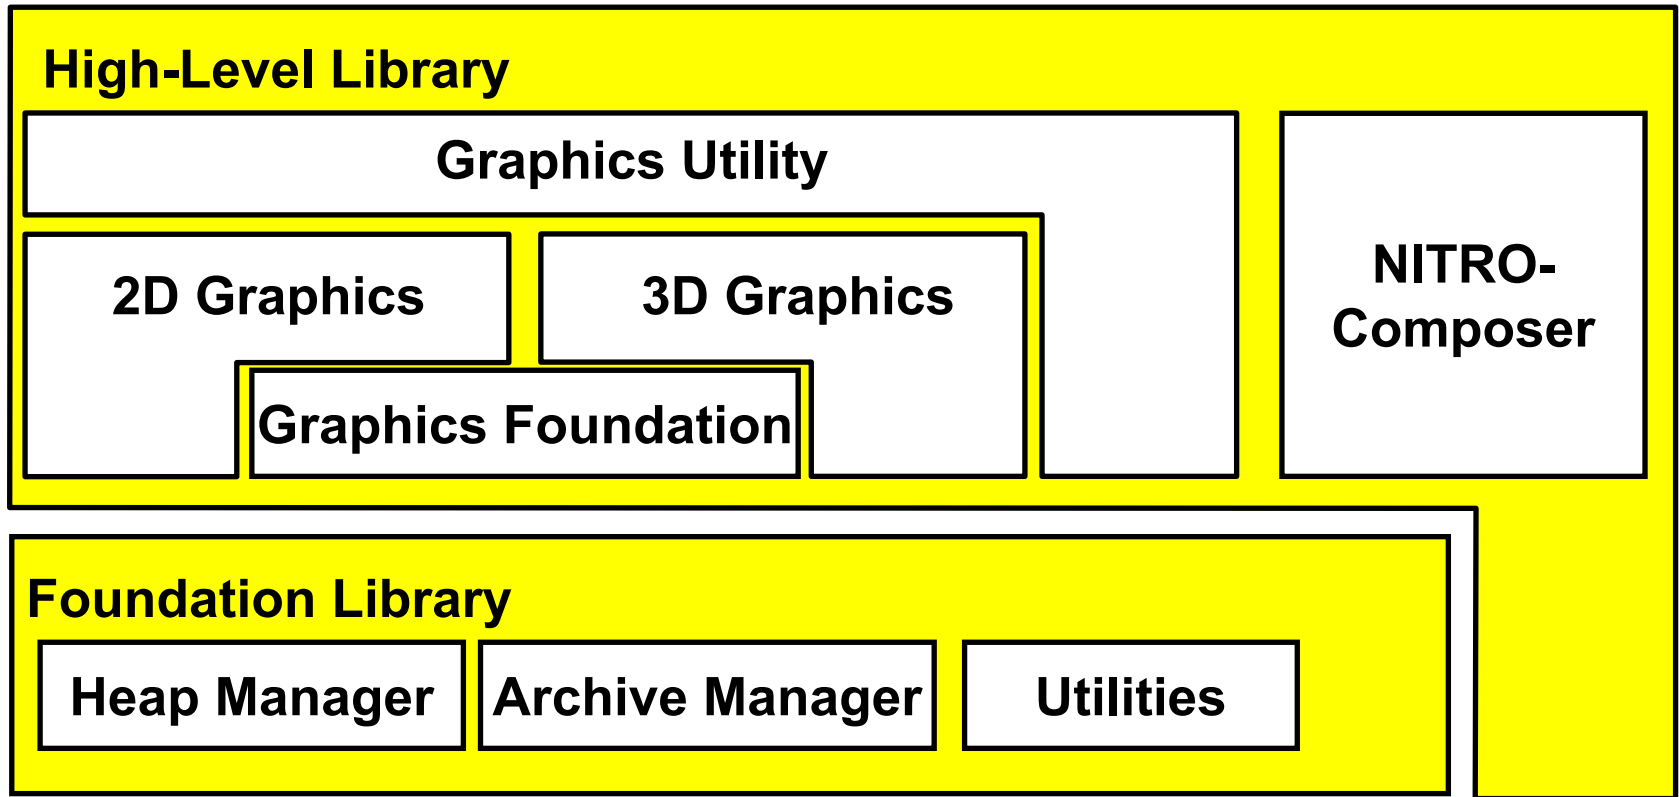 High-Level Library
Graphics Utility
2D Graphics
3D Graphics
NITRO-
Composer
Graphics Foundation
Foundation Library
Heap Manager
Archive Manager
Utilities